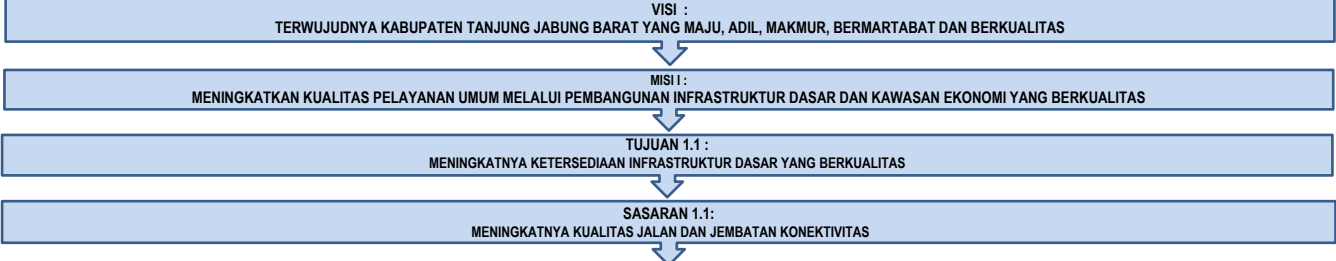 VISI :
TERWUJUDNYA KABUPATEN TANJUNG JABUNG BARAT YANG MAJU, ADIL, MAKMUR, BERMARTABAT DAN BERKUALITAS
MISI I :
MENINGKATKAN KUALITAS PELAYANAN UMUM MELALUI PEMBANGUNAN INFRASTRUKTUR DASAR DAN KAWASAN EKONOMI YANG BERKUALITAS
TUJUAN 1.1 :
MENINGKATNYA KETERSEDIAAN INFRASTRUKTUR DASAR YANG BERKUALITAS
SASARAN 1.1:
MENINGKATNYA KUALITAS JALAN DAN JEMBATAN KONEKTIVITAS